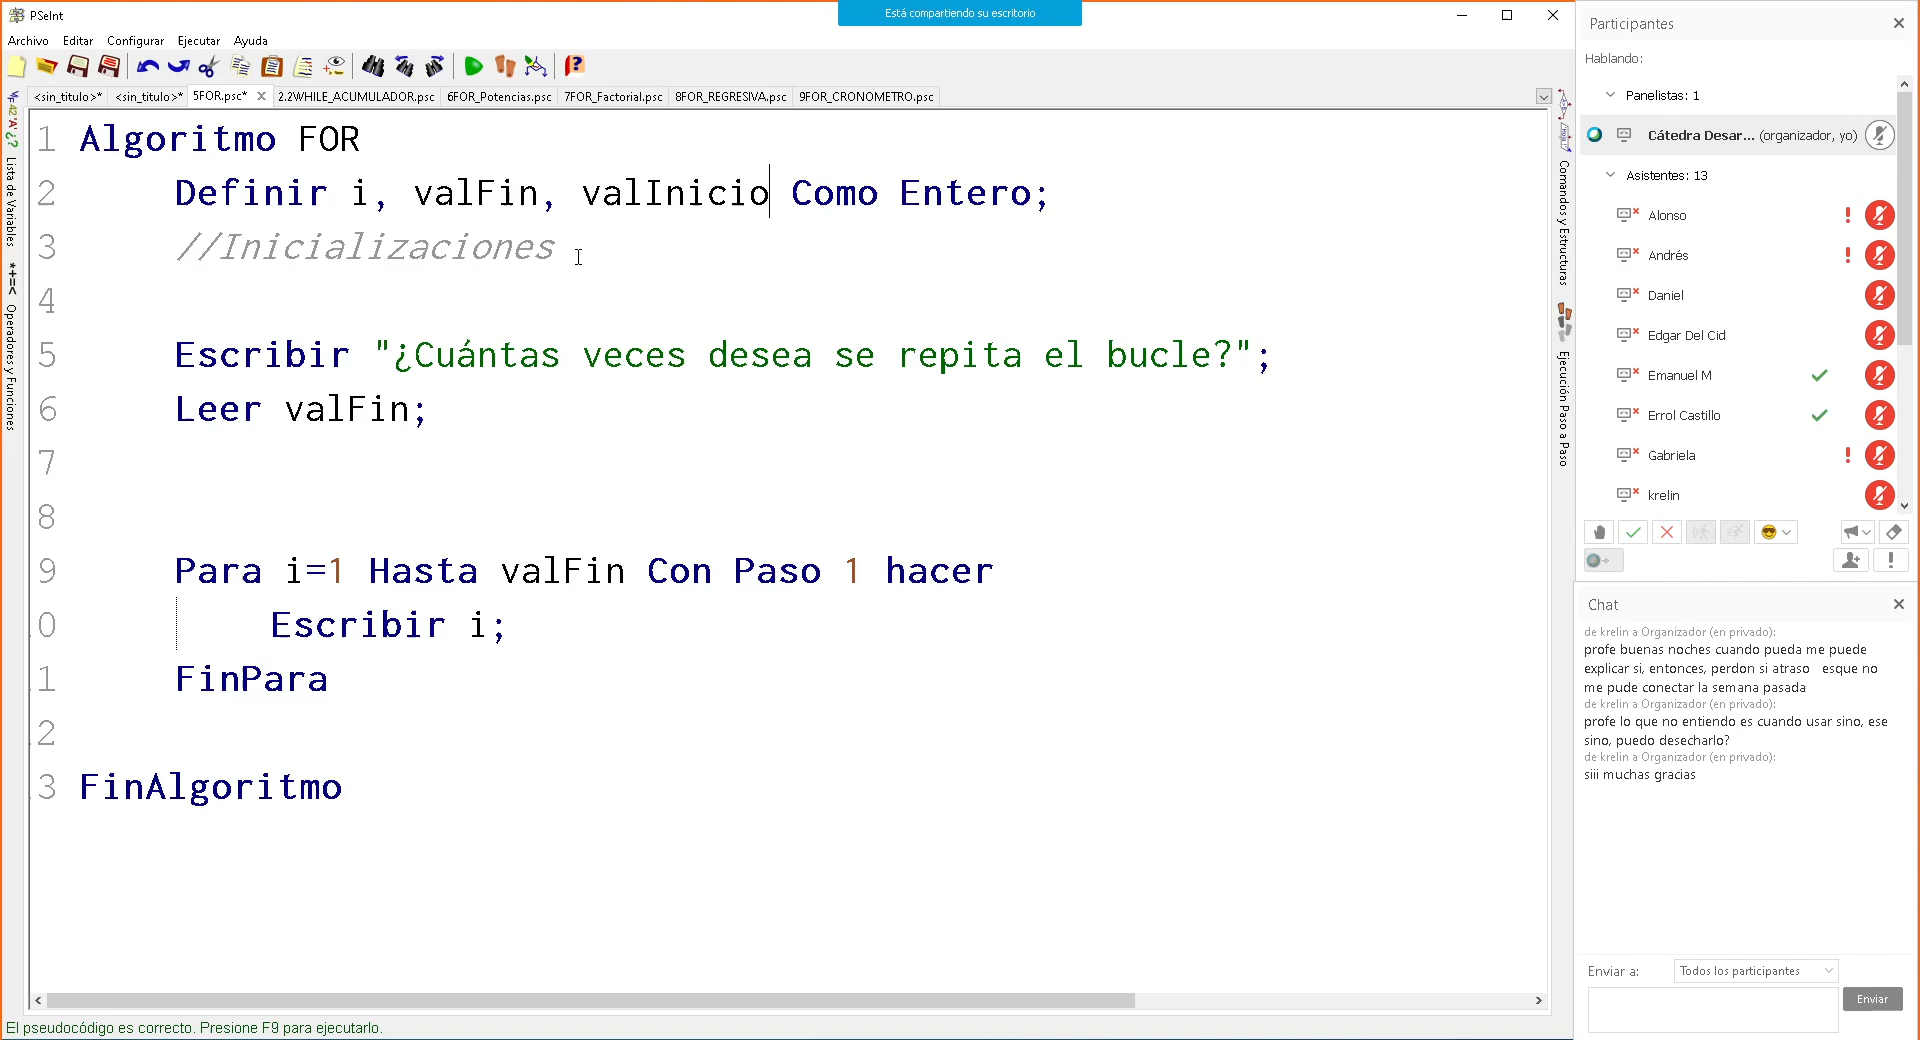 PSeInt
Está compartiendo su escritorio
Archivo Editar Configurar Ejecutar Ayuda
<sin_titulo>* <sin_titulo>* 5FOR.psc* 2.2WHILE_ACUMULADOR.psc 6FOR_Potencias.psc 7FOR_Factorial.psc 8FOR_REGRESIVA.psc 9FOR_CRONOMETRO.psc
Lista de Variables
*+=< Operadores y Funciones
1 Algoritmo FOR
2 Definir i, valFin, valInicio Como Entero;
3 //Inicializaciones
4
5 Escribir "¿Cuántas veces desea se repita el bucle?";
6 Leer valFin;
7
8
9 Para i=1 Hasta valFin Con Paso 1 hacer
0 Escribir i;
1 FinPara
2
3 FinAlgoritmo
Comandos y Estructuras
Ejecución Paso a Paso
El pseudocódigo es correcto. Presione F9 para ejecutarlo.
Participantes
Hablando:
Panelistas: 1
Cátedra Desar... (organizador, yo)
Asistentes: 13
Alonso
Andrés
Daniel
Edgar Del Cid
Emanuel M
Errol Castillo
Gabriela
krelin
Chat
de krelin a Organizador (en privado):
profe buenas noches cuando pueda me puede
explicar si, entonces, perdon si atraso esque no
me pude conectar la semana pasada
de krelin a Organizador (en privado):
profe lo que no entiendo es cuando usar sino, ese
sino, puedo desecharlo?
de krelin a Organizador (en privado):
siii muchas gracias
Enviar a: Todos los participantes
Enviar